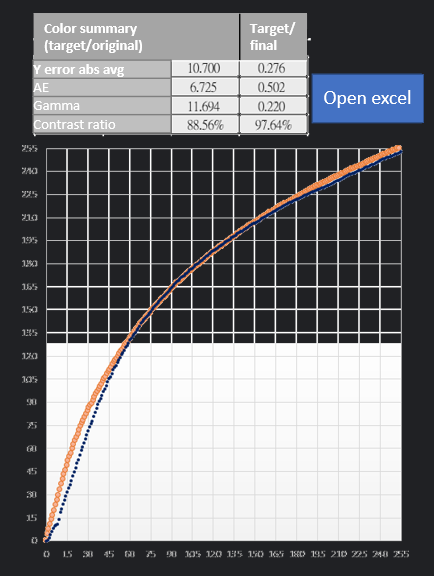 Color summary Target/
(target/original) final
Y error abs avg 10.700 0.276
AE 6.725 0.502
Gamma 11.694 0.220
Contrast ratio 88.56% 97.64%
Open excel
255
240
225
210
195
180
165
150
135
120
105
90
75
60
45
30
15
0
0 15 30 45 60 75 90 105 120 135 150 165 180 195 210 225 240 255